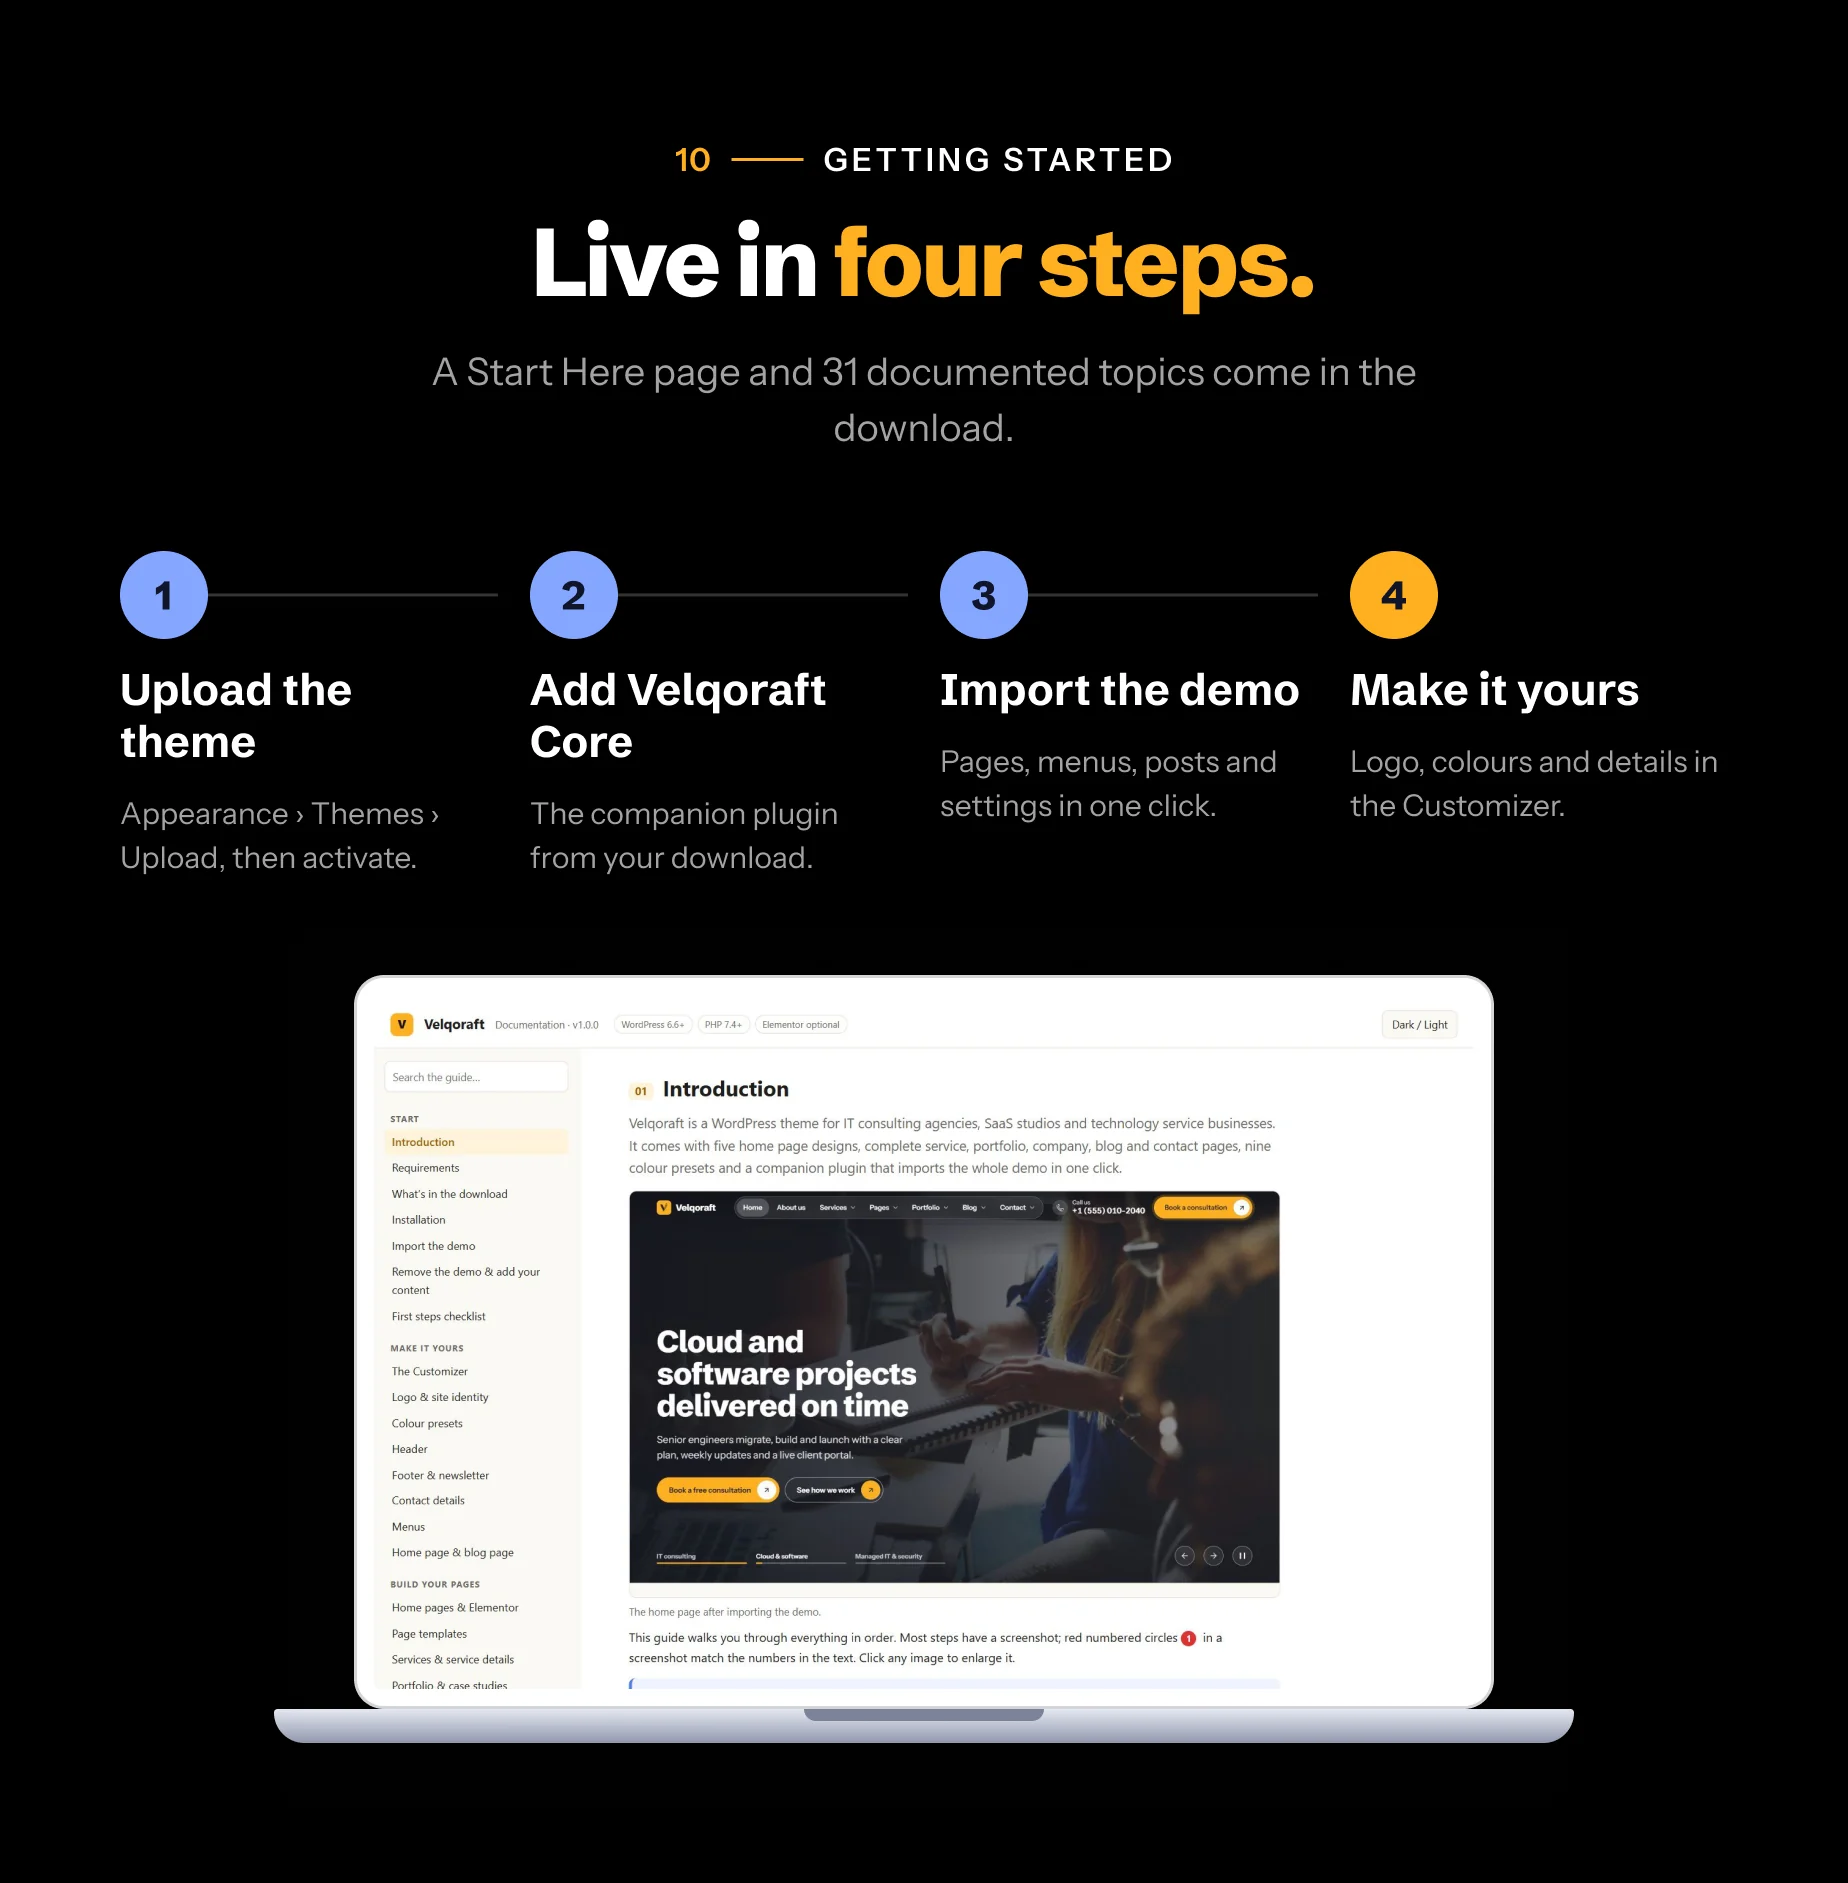 10 GETTING STARTED
Live in four steps.
A Start Here page and 31 documented topics come in the
download.
1
Upload the
theme
Appearance › Themes ›
Upload, then activate.
2
Add Velqoraft
Core
The companion plugin
from your download.
3
Import the demo
Pages, menus, posts and
settings in one click.
4
Make it yours
Logo, colours and details in
the Customizer.
V Velqoraft Documentation · v1.0.0 WordPress 6.6+ PHP 7.4+ Elementor optional Dark / Light
Search the guide...
START
Introduction
Requirements
What's in the download
Installation
Import the demo
Remove the demo & add your
content
First steps checklist
MAKE IT YOURS
The Customizer
Logo & site identity
Colour presets
Header
Footer & newsletter
Contact details
Menus
Home page & blog page
BUILD YOUR PAGES
Home pages & Elementor
Page templates
Services & service details
Portfolio & case studies
01 Introduction
Velqoraft is a WordPress theme for IT consulting agencies, SaaS studios and technology service businesses.
It comes with five home page designs, complete service, portfolio, company, blog and contact pages, nine
colour presets and a companion plugin that imports the whole demo in one click.
V Velqoraft Home About us Services Pages Portfolio Blog Contact Call us
+1 (555) 010-2040 Book a consultation
Cloud and
software projects
delivered on time
Senior engineers migrate, build and launch with a clear
plan, weekly updates and a live client portal.
Book a free consultation See how we work
IT consulting Cloud & software Managed IT & security
The home page after importing the demo.
This guide walks you through everything in order. Most steps have a screenshot; red numbered circles 1 in a
screenshot match the numbers in the text. Click any image to enlarge it.